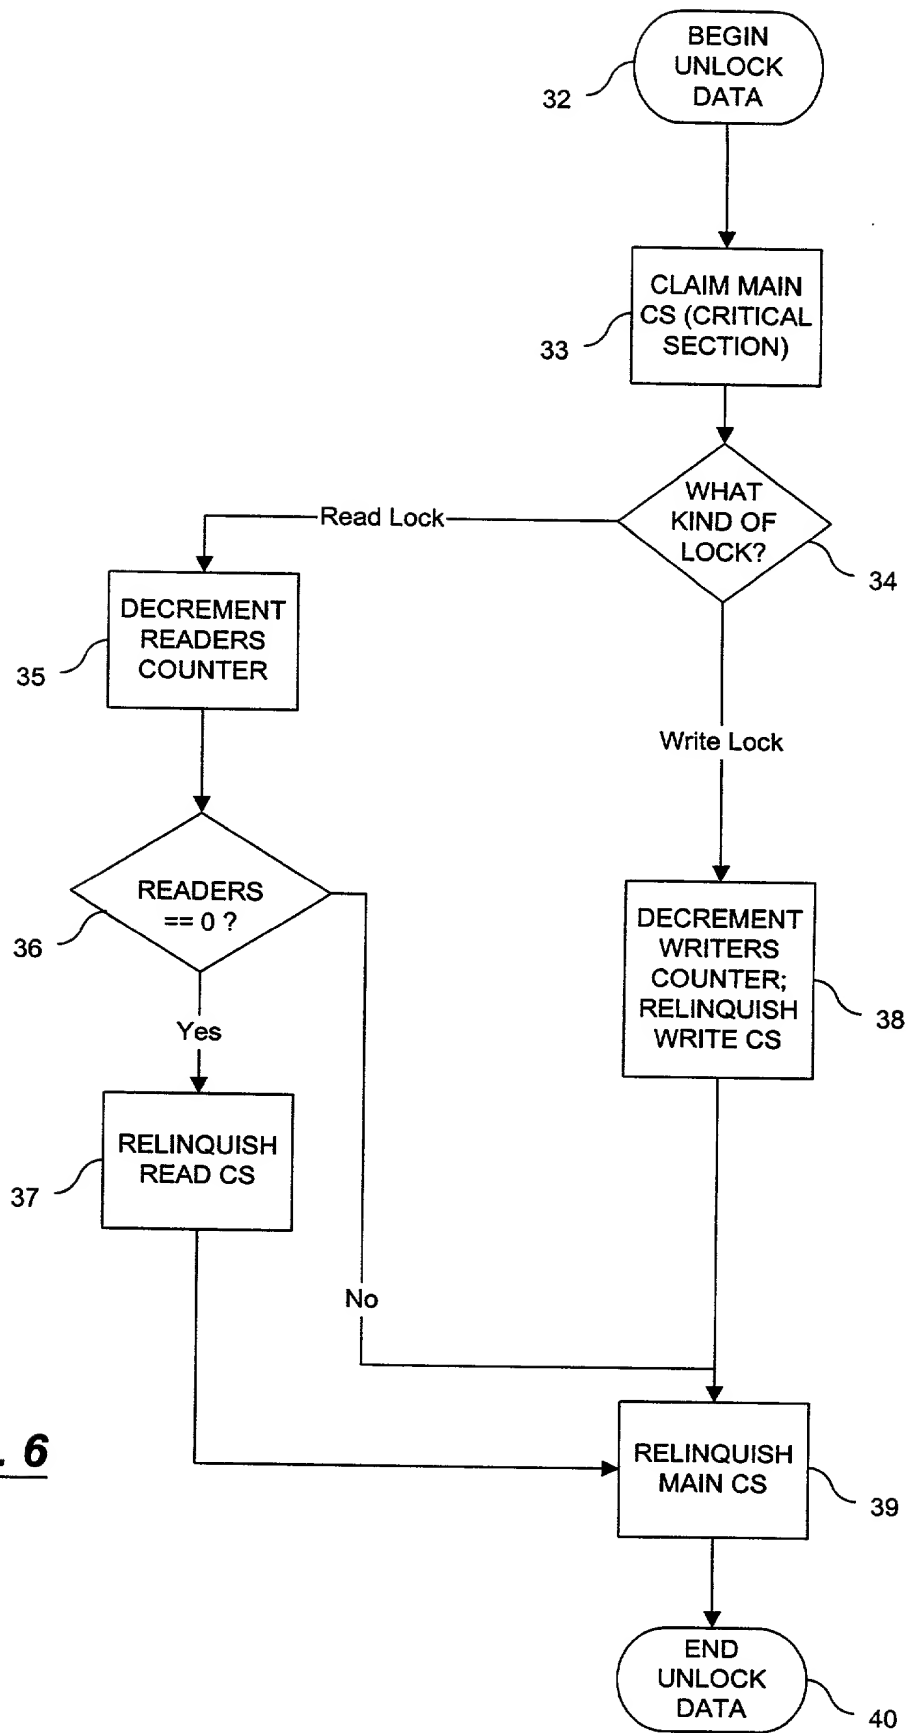 BEGIN
UNLOCK
DATA
32
CLAIM MAIN
CS (CRITICAL
SECTION)
33
WHAT
KIND OF
LOCK?
34
Read Lock
DECREMENT
READERS
COUNTER
35
Write Lock
READERS
== 0 ?
36
DECREMENT
WRITERS
COUNTER;
RELINQUISH
WRITE CS
38
Yes
RELINQUISH
READ CS
37
No
. 6
RELINQUISH
MAIN CS
39
END
UNLOCK
DATA
40